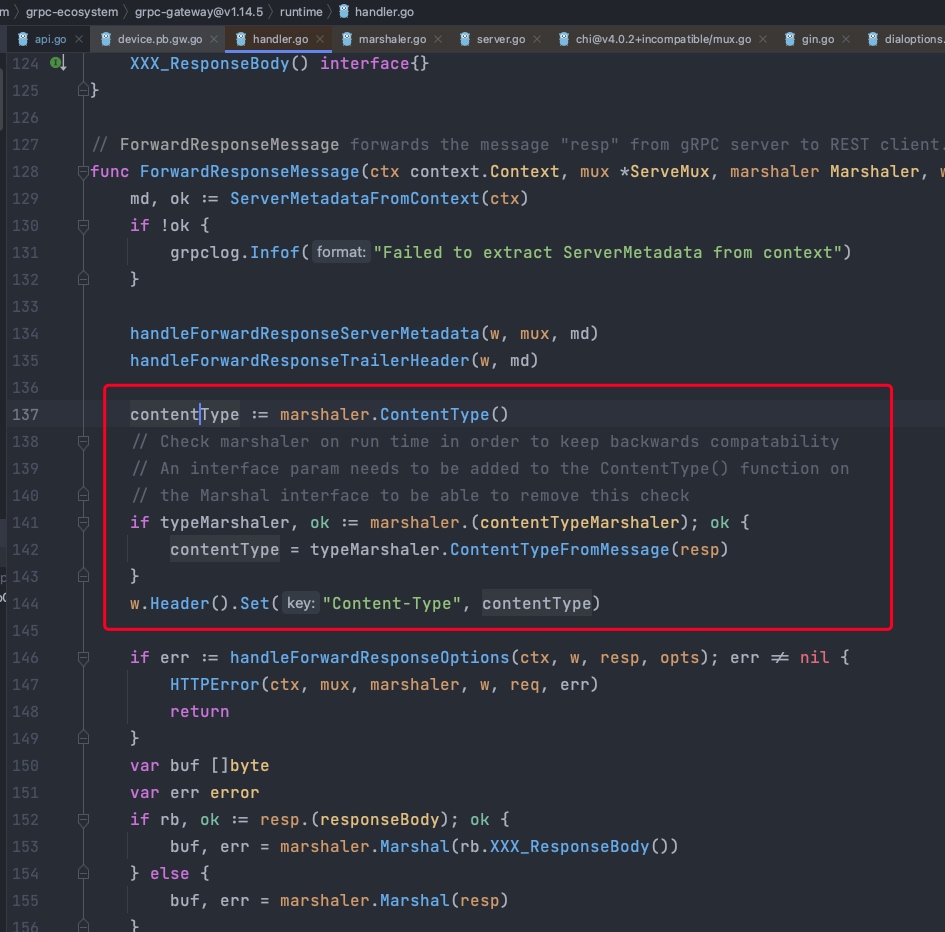 m › grpc-ecosystem › grpc-gateway@v1.14.5 › runtime › handler.go
api.go × device.pb.gw.go × handler.go × marshaler.go × server.go × chi@v4.0.2+incompatible/mux.go × gin.go × dialoptions.
124 XXX_ResponseBody() interface{}
125 }
126
127 // ForwardResponseMessage forwards the message "resp" from gRPC server to REST client.
128 func ForwardResponseMessage(ctx context.Context, mux *ServeMux, marshaler Marshaler, w
129 md, ok := ServerMetadataFromContext(ctx)
130 if !ok {
131 grpclog.Infof( format: "Failed to extract ServerMetadata from context")
132 }
133
134 handleForwardResponseServerMetadata(w, mux, md)
135 handleForwardResponseTrailerHeader(w, md)
136
137 contentType := marshaler.ContentType()
138 // Check marshaler on run time in order to keep backwards compatability
139 // An interface param needs to be added to the ContentType() function on
140 // the Marshal interface to be able to remove this check
141 if typeMarshaler, ok := marshaler.(contentTypeMarshaler); ok {
142 contentType = typeMarshaler.ContentTypeFromMessage(resp)
143 }
144 w.Header().Set( key: "Content-Type", contentType)
145
146 if err := handleForwardResponseOptions(ctx, w, resp, opts); err ≠ nil {
147 HTTPError(ctx, mux, marshaler, w, req, err)
148 return
149 }
150 var buf []byte
151 var err error
152 if rb, ok := resp.(responseBody); ok {
153 buf, err = marshaler.Marshal(rb.XXX_ResponseBody())
154 } else {
155 buf, err = marshaler.Marshal(resp)
156 }